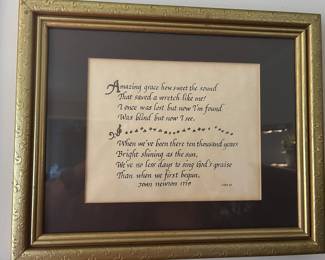 Amazing grace how sweet the sound
That saved a wretch like me!
I once was lost but now I'm found
Was blind but now I see.
When we've been there ten thousand years
Bright shining as the sun,
We've no less days to sing God's praise
Than when we first begun.
JOHN NEWTON 1779